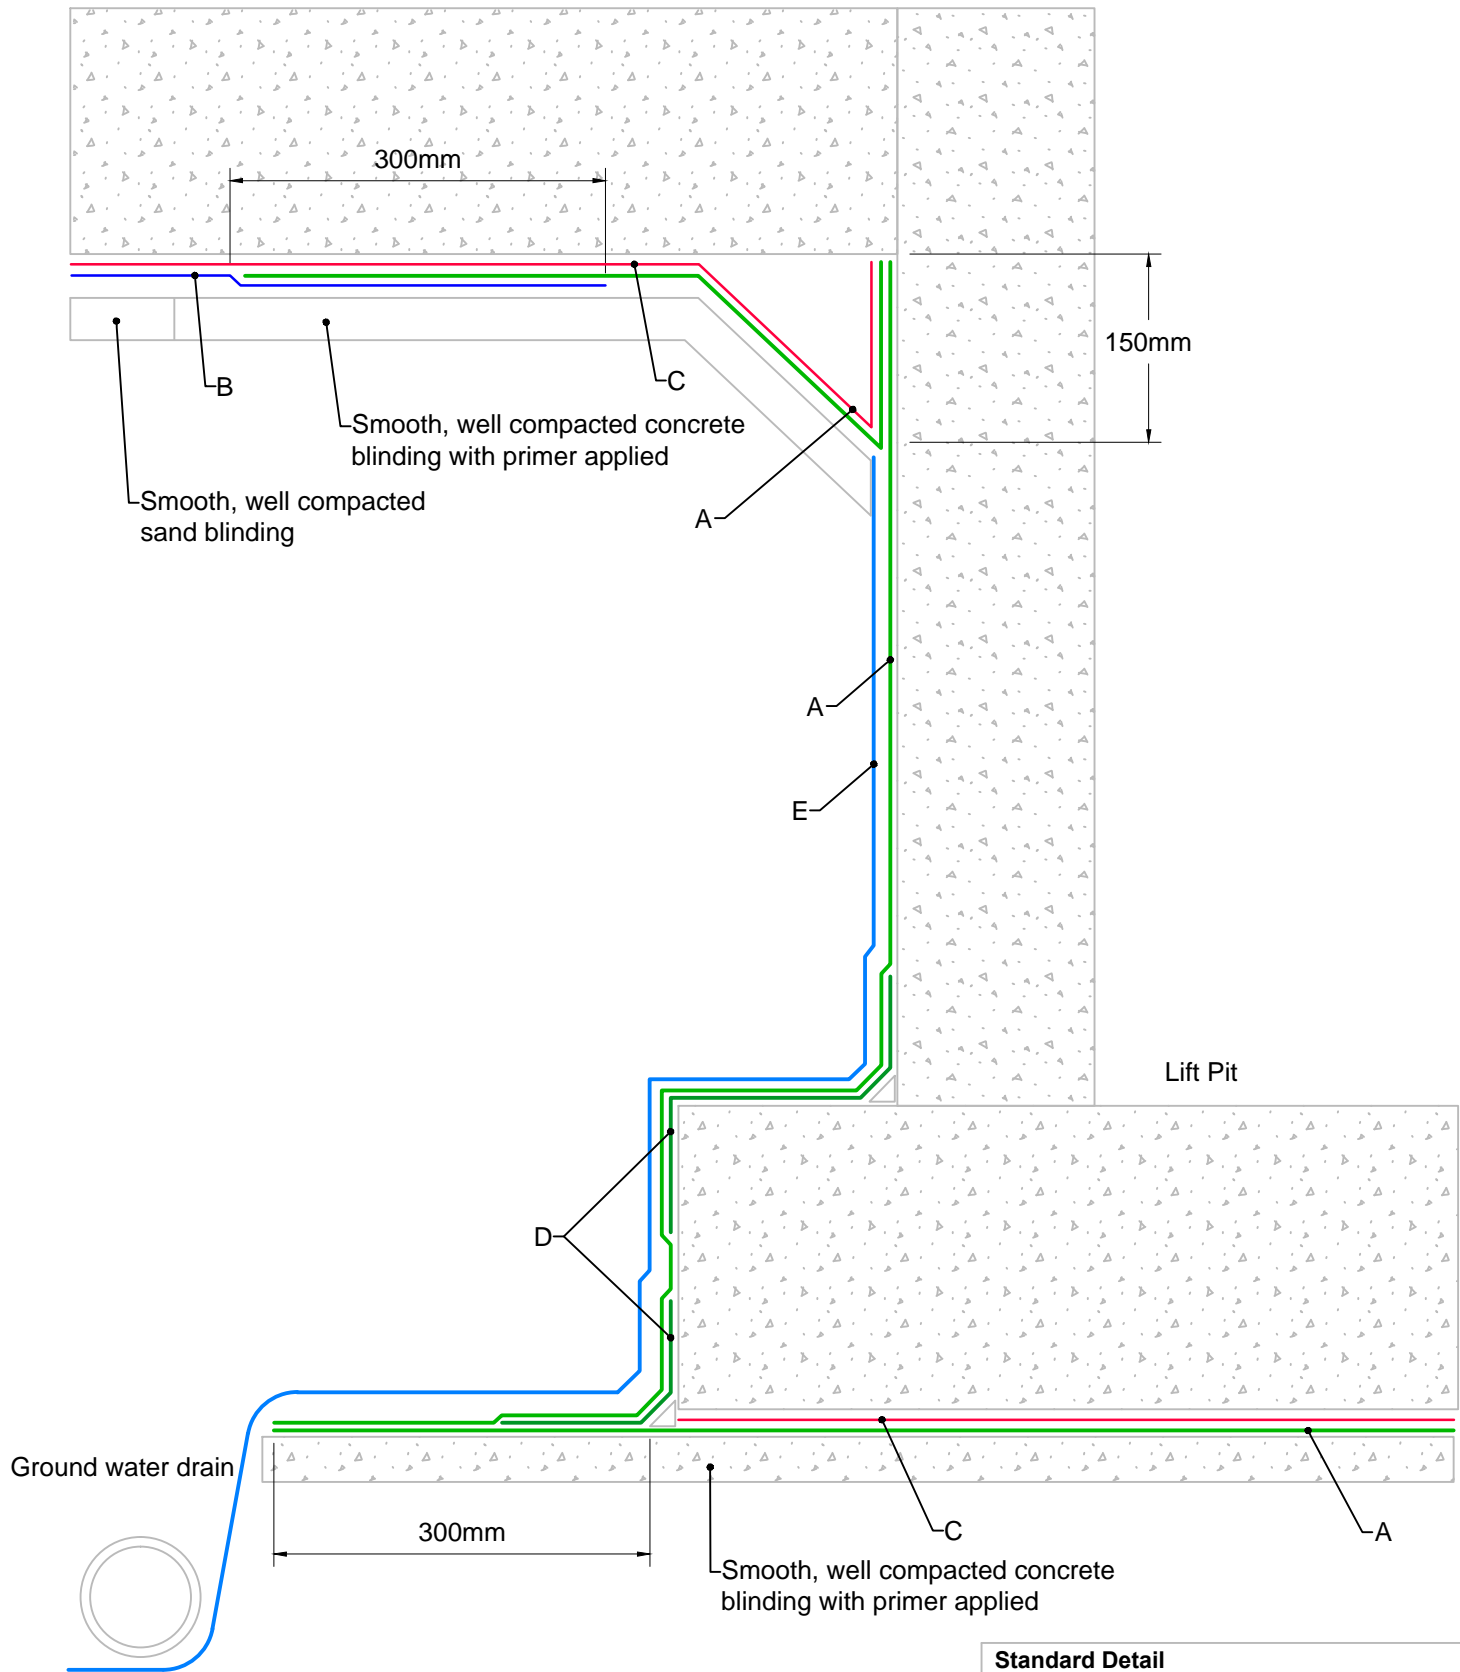 300mm
150mm
B
C
Smooth, well compacted concrete
blinding with primer applied
Smooth, well compacted
sand blinding
A
A
E
Lift Pit
D
Ground water drain
300mm
C
A
Smooth, well compacted concrete
blinding with primer applied
Standard Detail